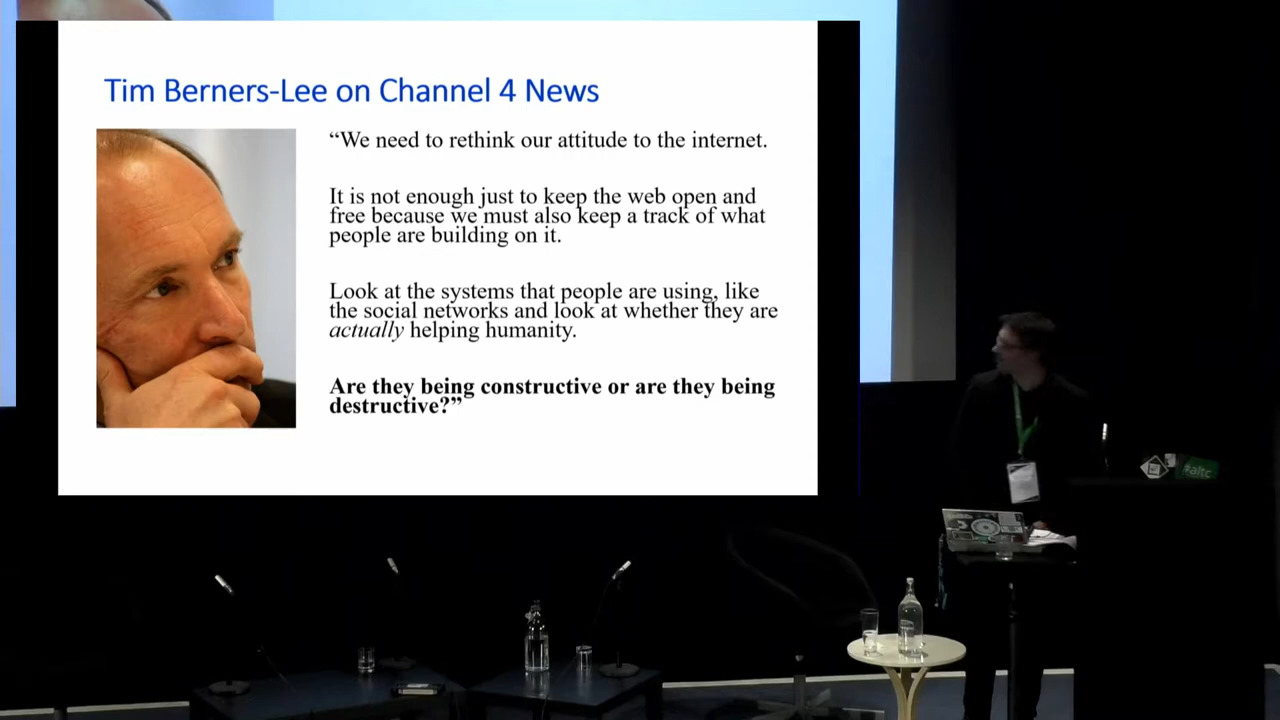 Tim Berners-Lee on Channel 4 News
“We need to rethink our attitude to the internet.
It is not enough just to keep the web open and
free because we must also keep a track of what
people are building on it.
Look at the systems that people are using, like
the social networks and look at whether they are
actually helping humanity.
Are they being constructive or are they being
destructive?”
#altc